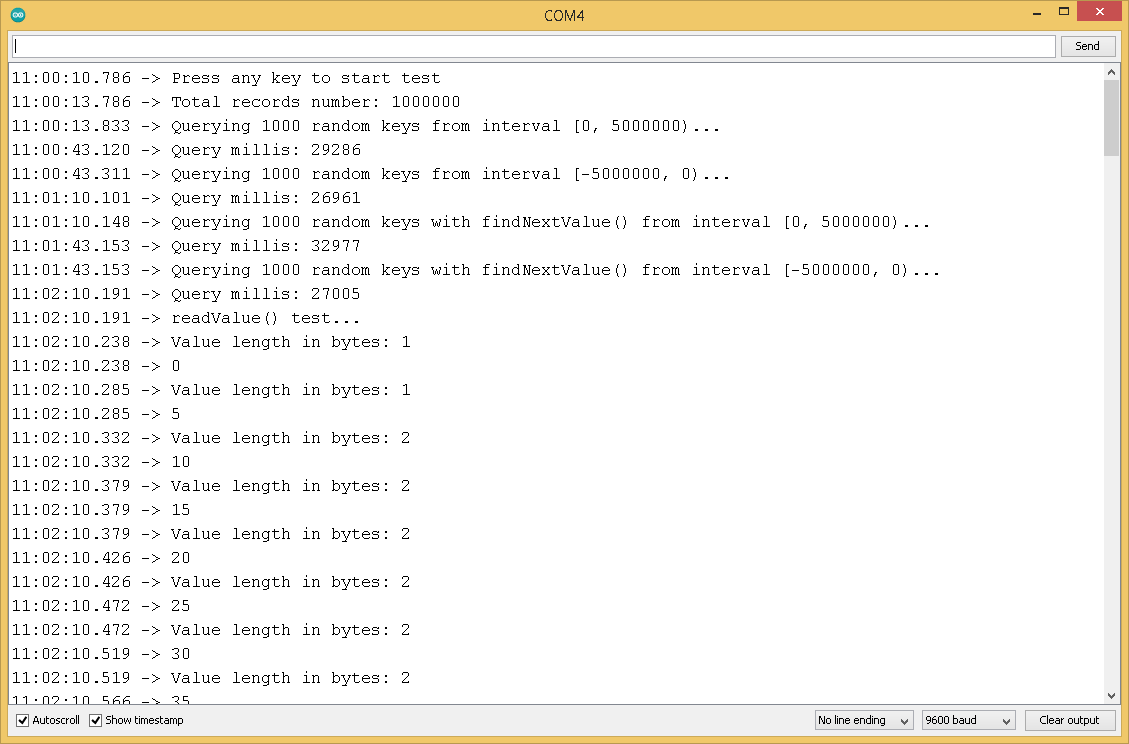 COM4
Send
11:00:10.786 -> Press any key to start test
11:00:13.786 -> Total records number: 1000000
11:00:13.833 -> Querying 1000 random keys from interval [0, 5000000)...
11:00:43.120 -> Query millis: 29286
11:00:43.311 -> Querying 1000 random keys from interval [-5000000, 0)...
11:01:10.101 -> Query millis: 26961
11:01:10.148 -> Querying 1000 random keys with findNextValue() from interval [0, 5000000)...
11:01:43.153 -> Query millis: 32977
11:01:43.153 -> Querying 1000 random keys with findNextValue() from interval [-5000000, 0)...
11:02:10.191 -> Query millis: 27005
11:02:10.191 -> readValue() test...
11:02:10.238 -> Value length in bytes: 1
11:02:10.238 -> 0
11:02:10.285 -> Value length in bytes: 1
11:02:10.285 -> 5
11:02:10.332 -> Value length in bytes: 2
11:02:10.332 -> 10
11:02:10.379 -> Value length in bytes: 2
11:02:10.379 -> 15
11:02:10.379 -> Value length in bytes: 2
11:02:10.426 -> 20
11:02:10.426 -> Value length in bytes: 2
11:02:10.472 -> 25
11:02:10.472 -> Value length in bytes: 2
11:02:10.519 -> 30
11:02:10.519 -> Value length in bytes: 2
11:02:10.566 -> 35
Autoscroll Show timestamp No line ending 9600 baud Clear output